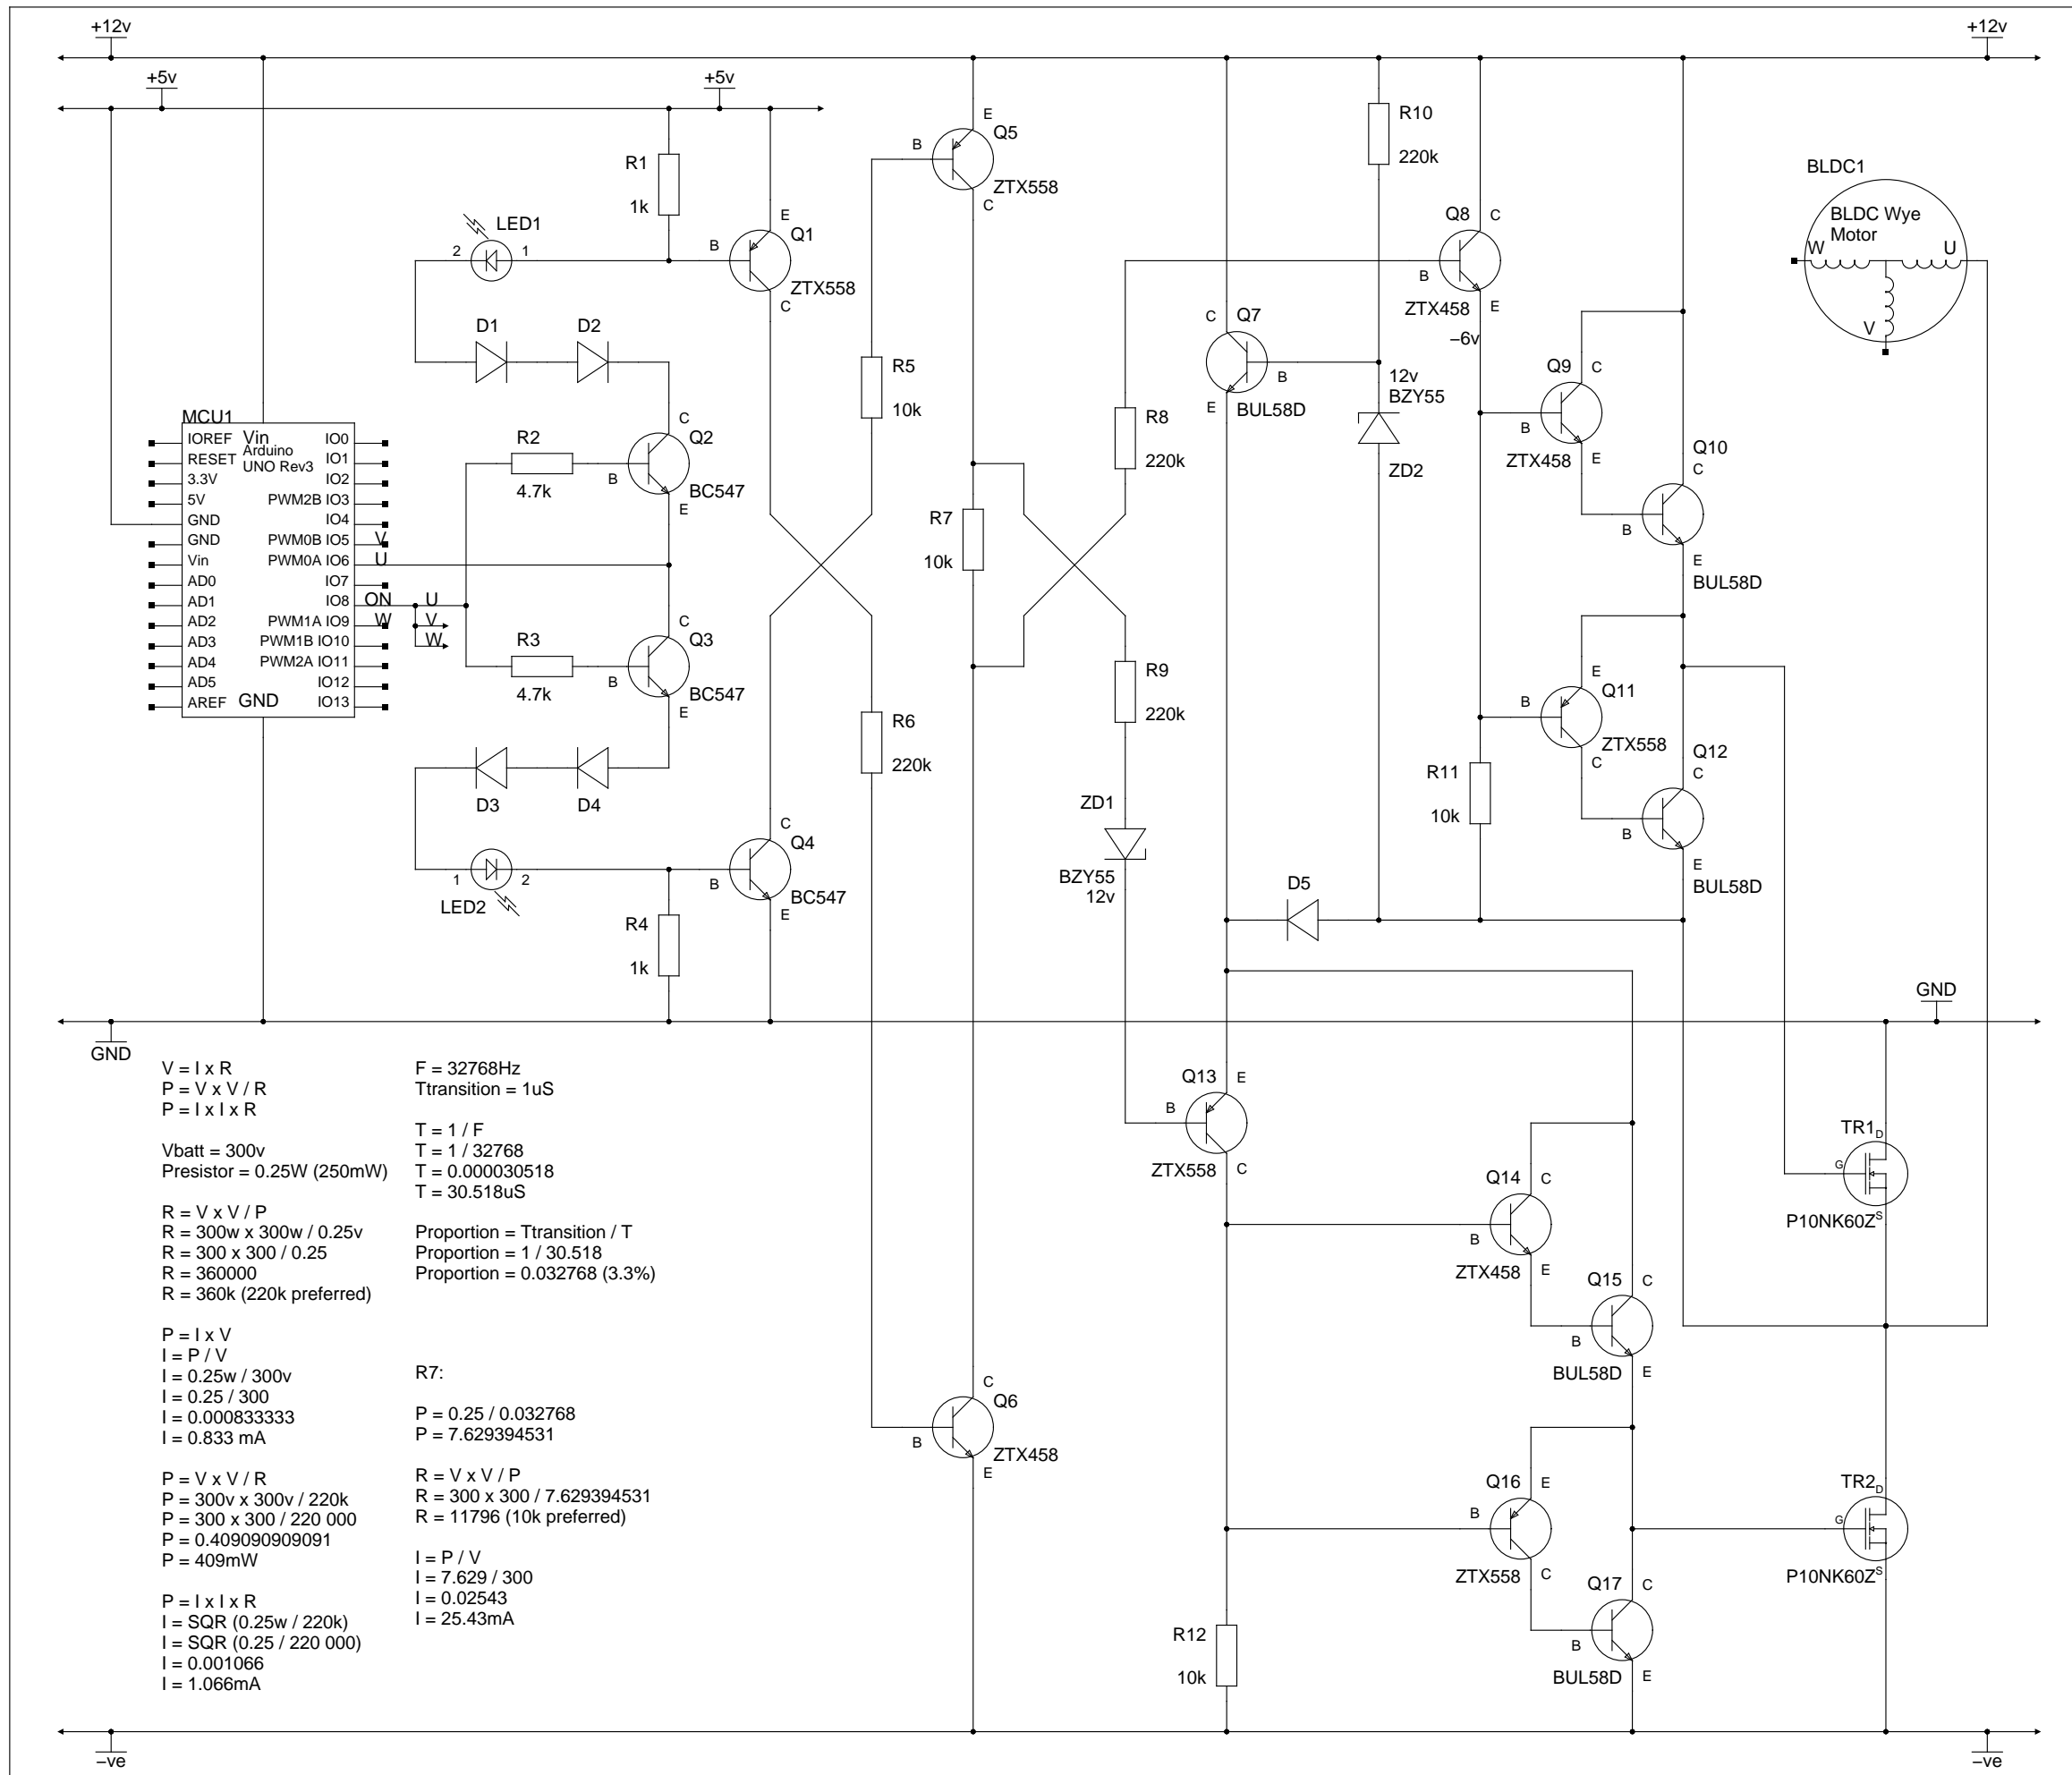 +12v
+12v
+5v
+5v
R1
1k
LED1
2
1
B
E
Q1
ZTX558
C
D1
D2
MCU1
Vin
Arduino
UNO Rev3
IOREF
RESET
3.3V
5V
GND
GND
Vin
AD0
AD1
AD2
AD3
AD4
AD5
AREF
GND
IO0
IO1
IO2
PWM2B IO3
IO4
PWM0B IO5
PWM0A IO6
IO7
IO8
PWM1A IO9
PWM1B IO10
PWM2A IO11
IO12
IO13
V
U
ON
W
U
V
W
R2
4.7k
C
Q2
B
BC547
E
R3
4.7k
C
Q3
B
BC547
E
D3
D4
1
2
LED2
C
Q4
B
BC547
E
R4
1k
E
Q5
B
ZTX558
C
R5
10k
R6
220k
R7
10k
R8
220k
R9
220k
ZD1
BZY55
12v
C
Q6
B
ZTX458
E
R10
220k
C
Q7
B
E
BUL58D
12v
BZY55
ZD2
Q8
C
B
ZTX458
E
–6v
Q9
C
B
ZTX458
E
Q10
C
B
E
BUL58D
E
Q11
B
ZTX558
C
Q12
C
B
E
BUL58D
R11
10k
D5
BLDC1
BLDC Wye
Motor
W
U
V
GND
GND
Q13
E
B
ZTX558
C
Q14
C
B
ZTX458
E
Q15
C
B
BUL58D
E
Q16
E
B
ZTX558
C
Q17
C
B
BUL58D
E
R12
10k
TR1
D
G
P10NK60Z
S
TR2
D
G
P10NK60Z
S
V = I x R
P = V x V / R
P = I x I x R
Vbatt = 300v
Presistor = 0.25W (250mW)
R = V x V / P
R = 300w x 300w / 0.25v
R = 300 x 300 / 0.25
R = 360000
R = 360k (220k preferred)
P = I x V
I = P / V
I = 0.25w / 300v
I = 0.25 / 300
I = 0.000833333
I = 0.833 mA
P = V x V / R
P = 300v x 300v / 220k
P = 300 x 300 / 220 000
P = 0.409090909091
P = 409mW
P = I x I x R
I = SQR (0.25w / 220k)
I = SQR (0.25 / 220 000)
I = 0.001066
I = 1.066mA
F = 32768Hz
Ttransition = 1uS
T = 1 / F
T = 1 / 32768
T = 0.000030518
T = 30.518uS
Proportion = Ttransition / T
Proportion = 1 / 30.518
Proportion = 0.032768 (3.3%)
R7:
P = 0.25 / 0.032768
P = 7.629394531
R = V x V / P
R = 300 x 300 / 7.629394531
R = 11796 (10k preferred)
I = P / V
I = 7.629 / 300
I = 0.02543
I = 25.43mA
–ve
–ve